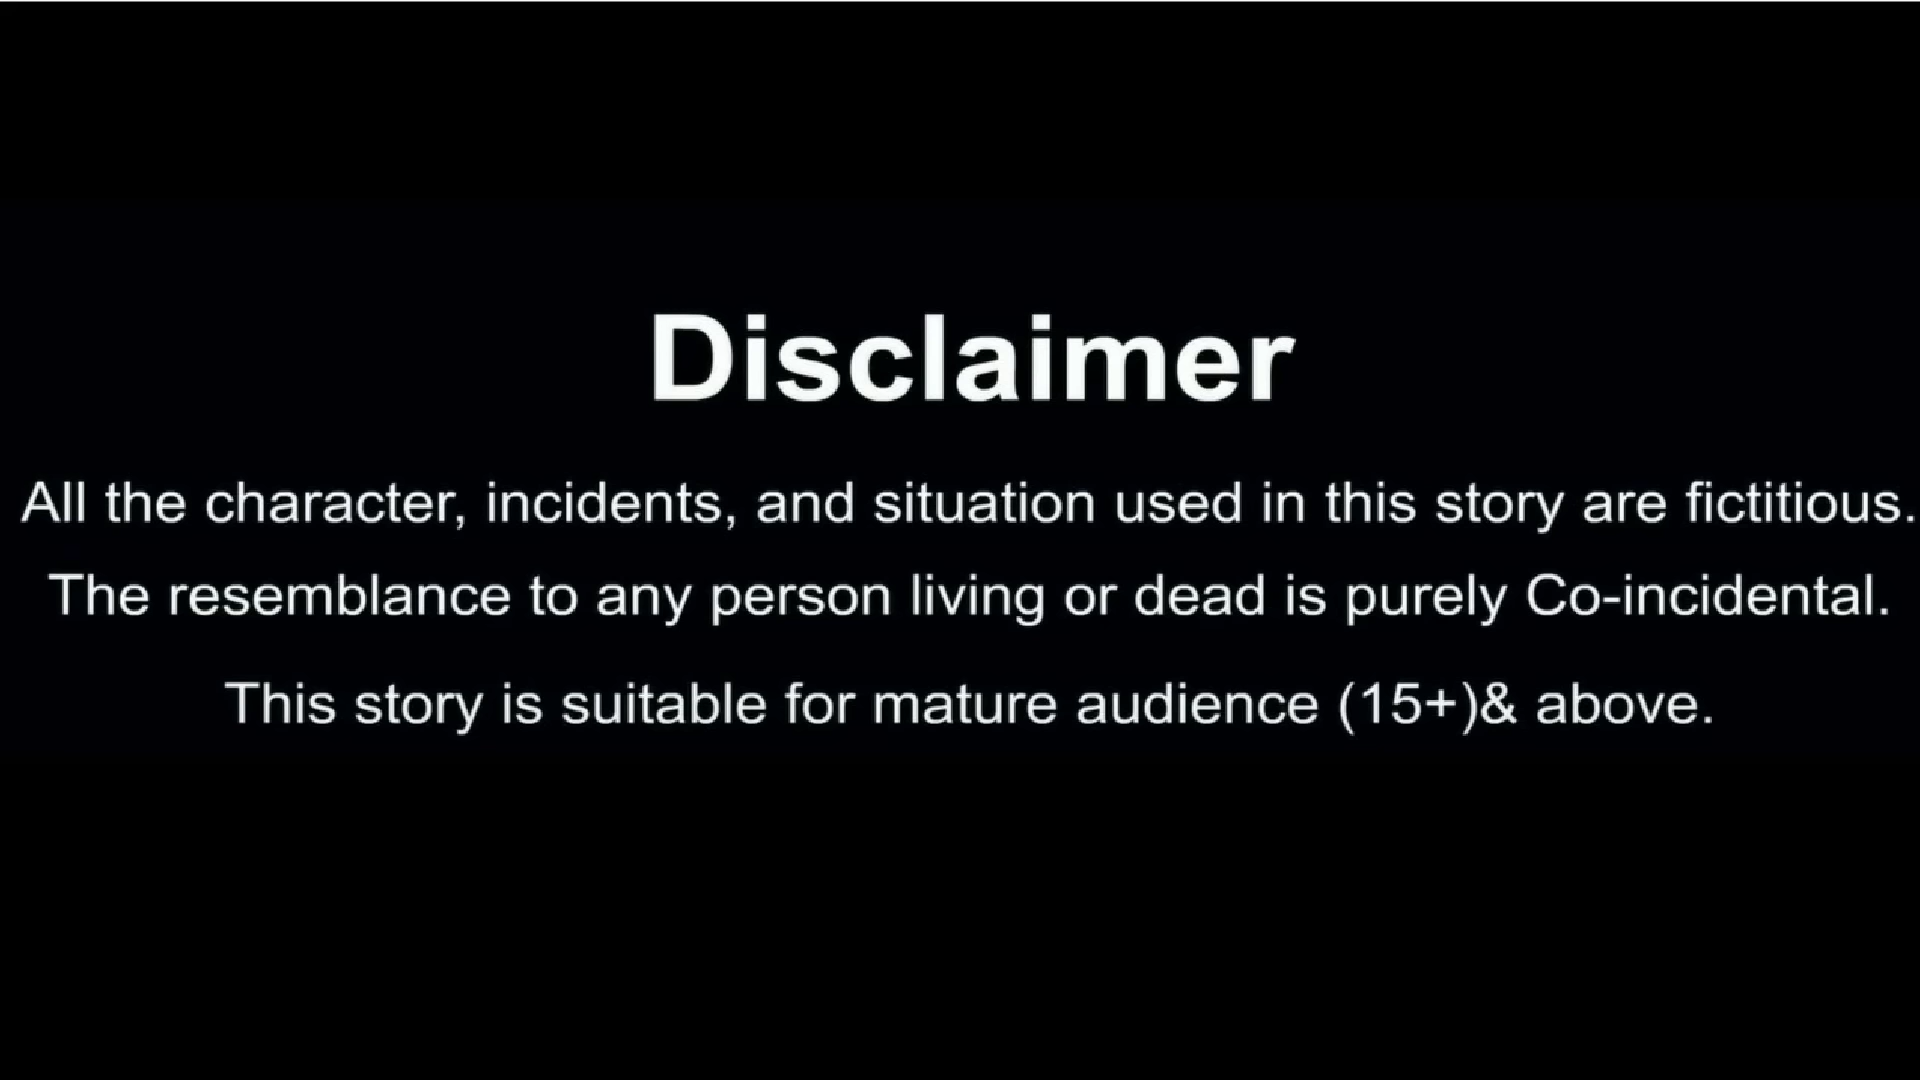 Disclaimer
All the character, incidents, and situation used in this story are fictitious.
The resemblance to any person living or dead is purely Co-incidental.
This story is suitable for mature audience (15+)& above.